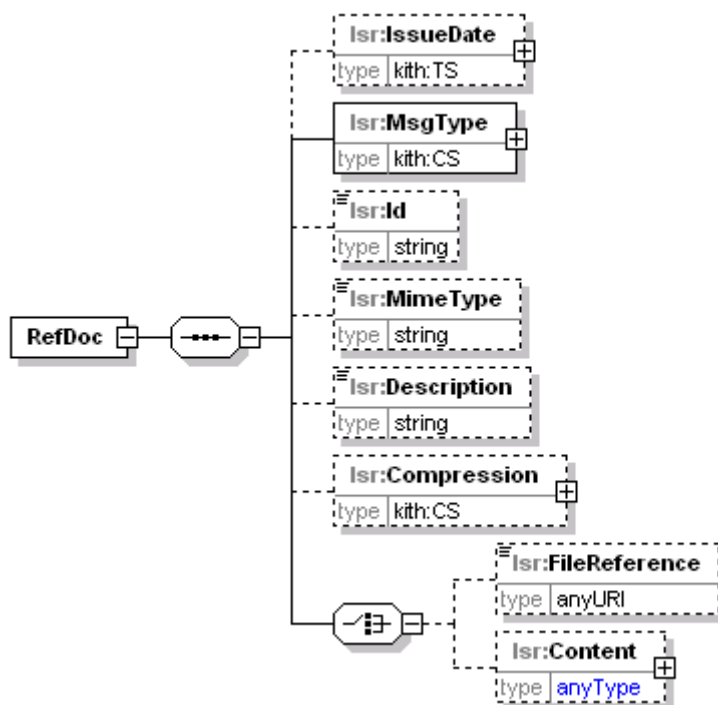 lsr:IssueDate
type kith:TS
lsr:MsgType
type kith:CS
lsr:Id
type string
lsr:MimeType
type string
RefDoc
lsr:Description
type string
lsr:Compression
type kith:CS
lsr:FileReference
type anyURI
lsr:Content
type anyType